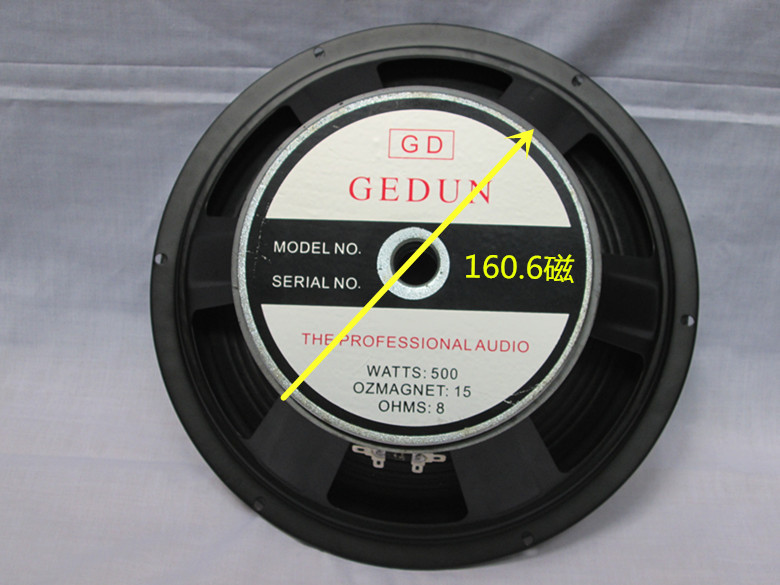 GD
GEDUN
MODEL NO.
160.6磁
SERIAL NO.
THE PROFESSIONAL AUDIO
WATTS: 500
OZMAGNET: 15
OHMS: 8